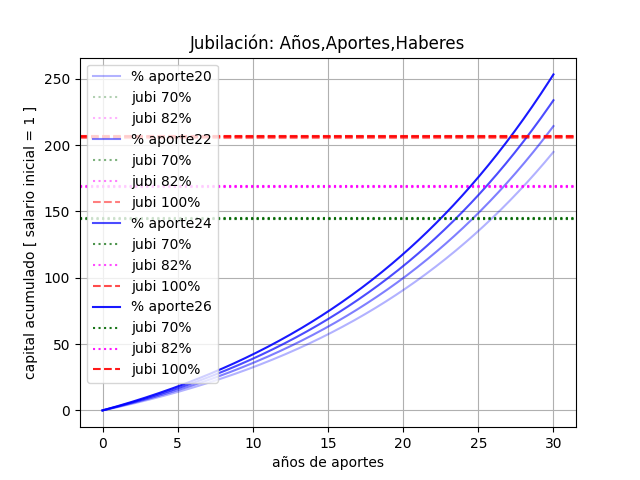 Jubilación: Años,Aportes,Haberes
capital acumulado [ salario inicial = 1 ]
250
200
150
100
50
0
% aporte20
jubi 70%
jubi 82%
% aporte22
jubi 70%
jubi 82%
jubi 100%
% aporte24
jubi 70%
jubi 82%
jubi 100%
% aporte26
jubi 70%
jubi 82%
jubi 100%
0 5 10 15 20 25 30
años de aportes